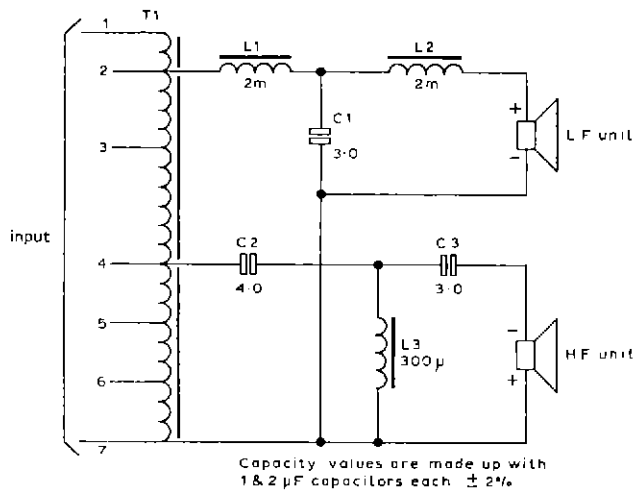 T1
1
2
3
4
5
6
7
input
L1
2m
L2
2m
C1
3·0
+
−
LF unit
C2
4·0
C3
3·0
L3
300µ
−
+
HF unit
Capacity values are made up with
1 & 2 µF capacitors each ± 2%